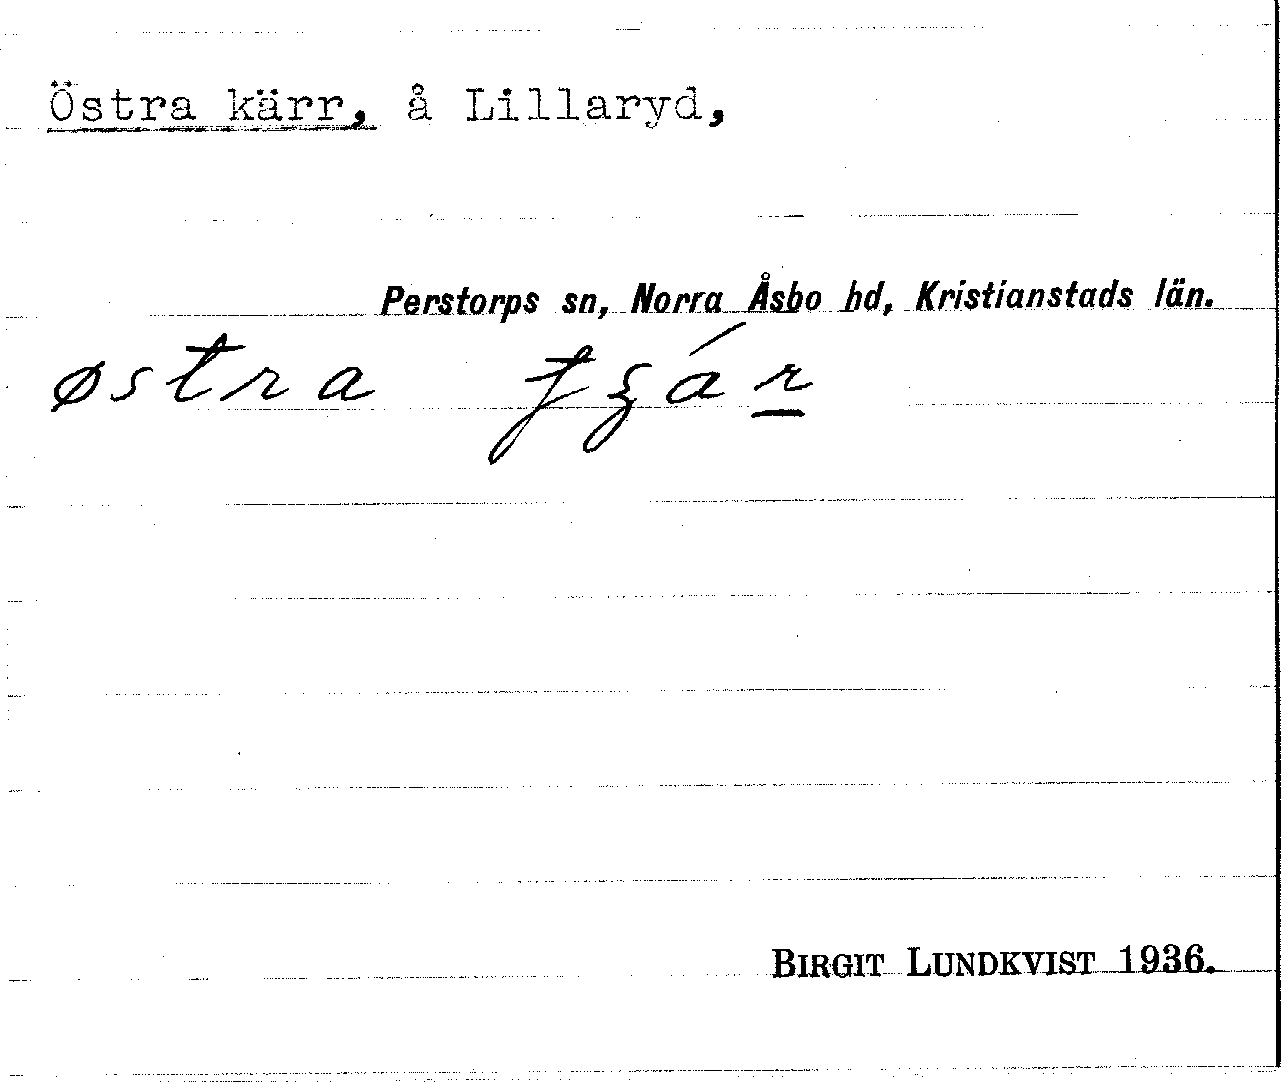 Östra kärr, å Lillaryd,
Perstorps sn, Norra Åsbo hd, Kristianstads län.
østra
BIRGIT LUNDKVIST 1936.